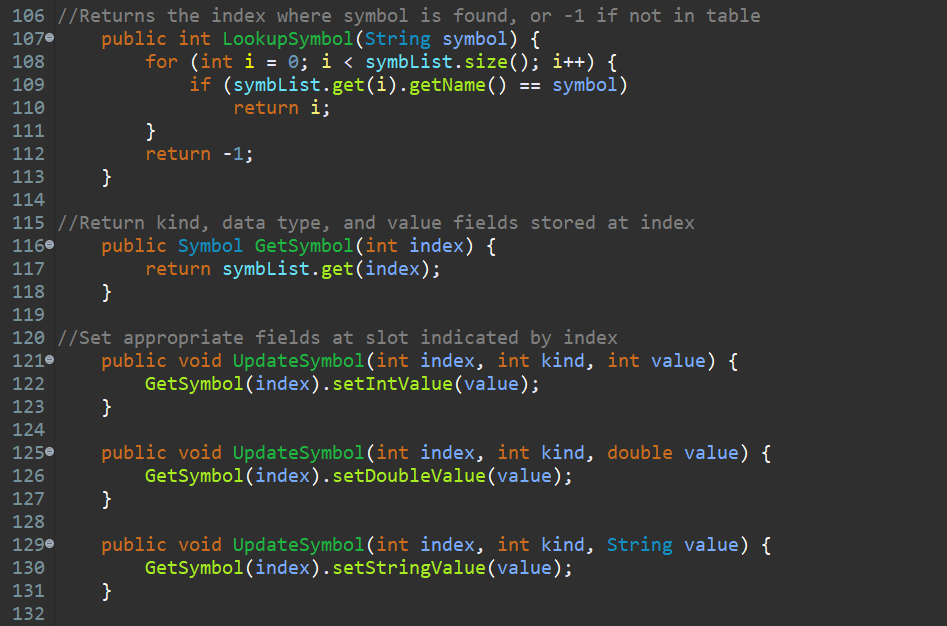 106 //Returns the index where symbol is found, or -1 if not in table
107 public int LookupSymbol(String symbol) {
108 for (int i = 0; i < symbList.size(); i++) {
109 if (symbList.get(i).getName() == symbol)
110 return i;
111 }
112 return -1;
113 }
114
115 //Return kind, data type, and value fields stored at index
116 public Symbol GetSymbol(int index) {
117 return symbList.get(index);
118 }
119
120 //Set appropriate fields at slot indicated by index
121 public void UpdateSymbol(int index, int kind, int value) {
122 GetSymbol(index).setIntValue(value);
123 }
124
125 public void UpdateSymbol(int index, int kind, double value) {
126 GetSymbol(index).setDoubleValue(value);
127 }
128
129 public void UpdateSymbol(int index, int kind, String value) {
130 GetSymbol(index).setStringValue(value);
131 }
132